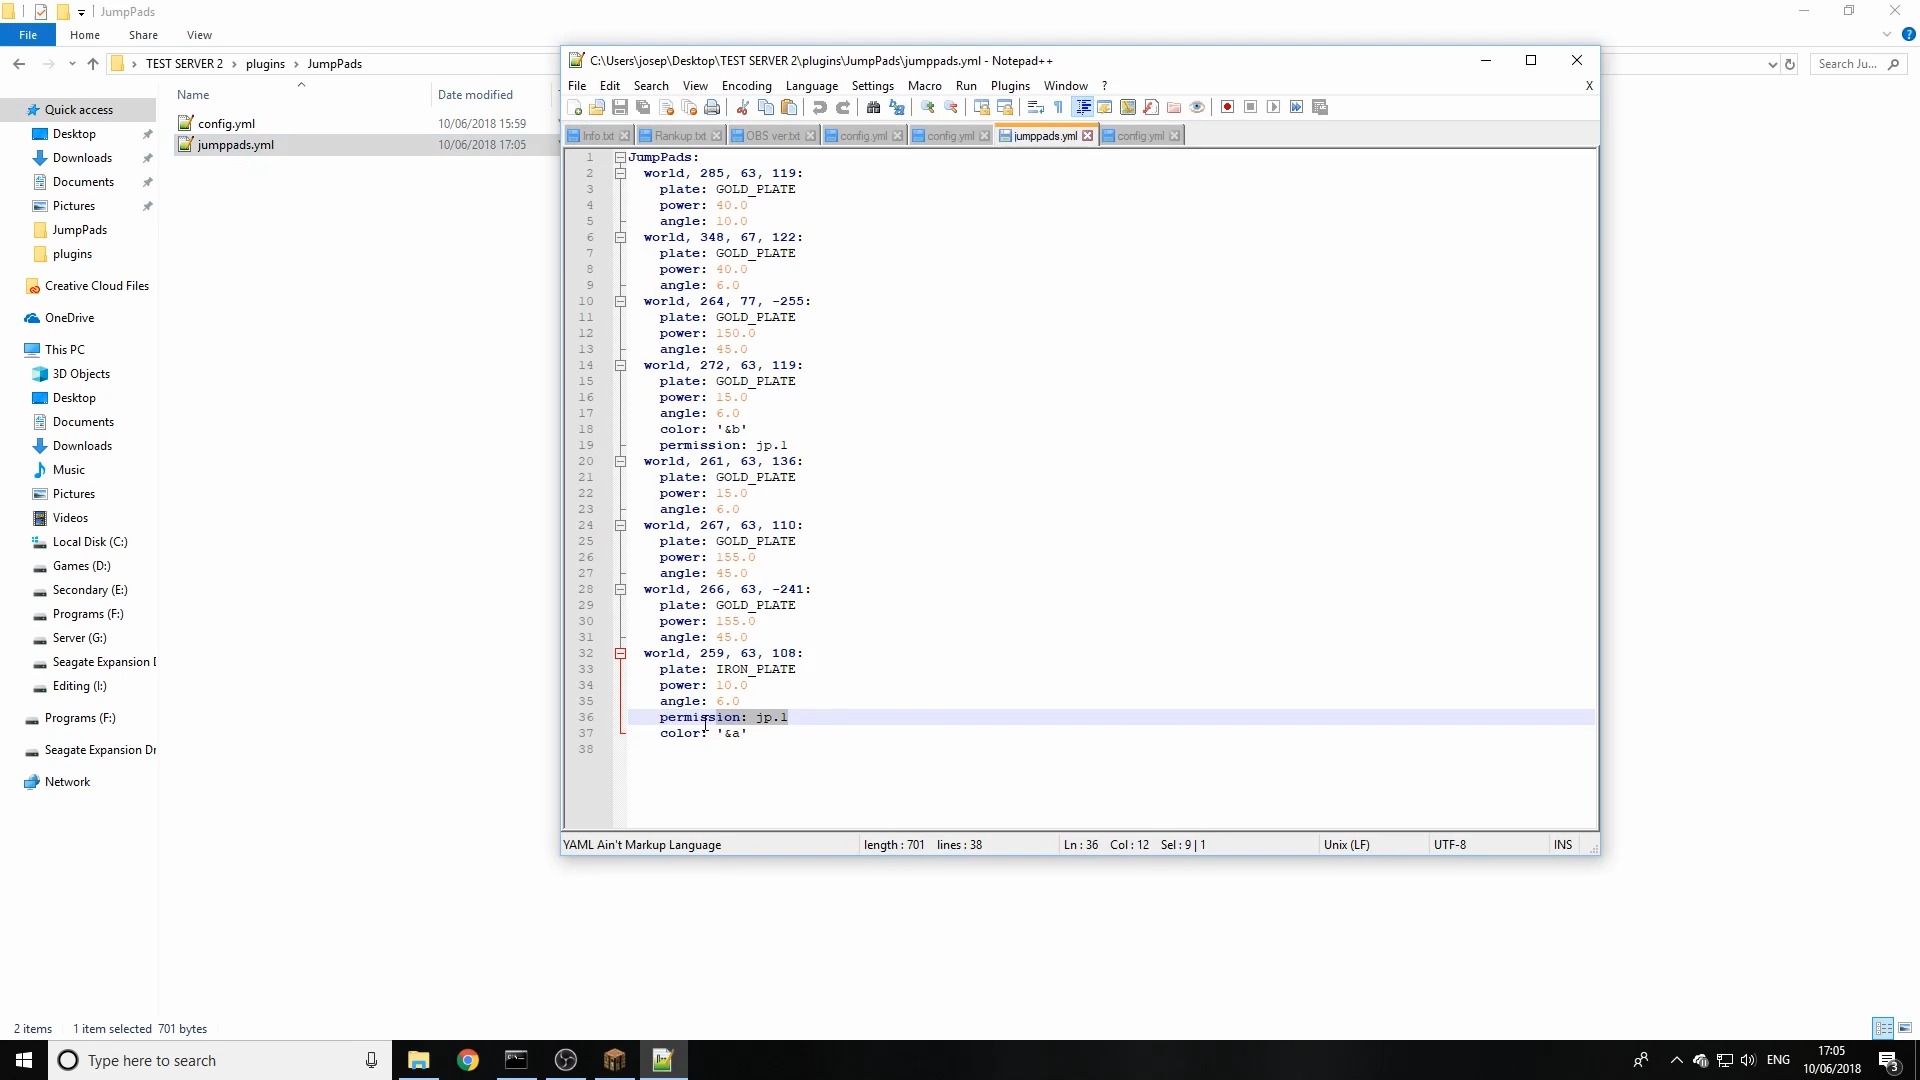 JumpPads
File Home Share View
TEST SERVER 2 plugins JumpPads
Search Ju...
Name Date modified
config.yml 10/06/2018 15:59
jumppads.yml 10/06/2018 17:05
Quick access
Desktop
Downloads
Documents
Pictures
JumpPads
plugins
Creative Cloud Files
OneDrive
This PC
3D Objects
Desktop
Documents
Downloads
Music
Pictures
Videos
Local Disk (C:)
Games (D:)
Secondary (E:)
Programs (F:)
Server (G:)
Seagate Expansion D
Editing (I:)
Programs (F:)
Seagate Expansion Dr
Network
2 items 1 item selected 701 bytes
C:\Users\josep\Desktop\TEST SERVER 2\plugins\JumpPads\jumppads.yml - Notepad++
File Edit Search View Encoding Language Settings Macro Run Plugins Window ? X
Info.txt Rankup.txt OBS ver.txt config.yml config.yml jumppads.yml config.yml
1 JumpPads:
2 world, 285, 63, 119:
3 plate: GOLD_PLATE
4 power: 40.0
5 angle: 10.0
6 world, 348, 67, 122:
7 plate: GOLD_PLATE
8 power: 40.0
9 angle: 6.0
10 world, 264, 77, -255:
11 plate: GOLD_PLATE
12 power: 150.0
13 angle: 45.0
14 world, 272, 63, 119:
15 plate: GOLD_PLATE
16 power: 15.0
17 angle: 6.0
18 color: '&b'
19 permission: jp.1
20 world, 261, 63, 136:
21 plate: GOLD_PLATE
22 power: 15.0
23 angle: 6.0
24 world, 267, 63, 110:
25 plate: GOLD_PLATE
26 power: 155.0
27 angle: 45.0
28 world, 266, 63, -241:
29 plate: GOLD_PLATE
30 power: 155.0
31 angle: 45.0
32 world, 259, 63, 108:
33 plate: IRON_PLATE
34 power: 10.0
35 angle: 6.0
36 permission: jp.1
37 color: '&a'
38
YAML Ain't Markup Language length : 701 lines : 38 Ln : 36 Col : 12 Sel : 9 | 1 Unix (LF) UTF-8 INS
Type here to search
ENG
17:05
10/06/2018
3